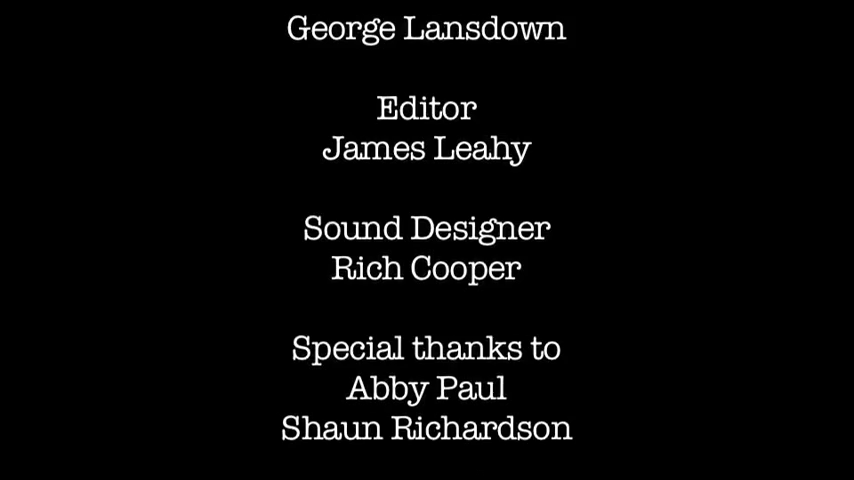 George Lansdown
Editor
James Leahy
Sound Designer
Rich Cooper
Special thanks to
Abby Paul
Shaun Richardson